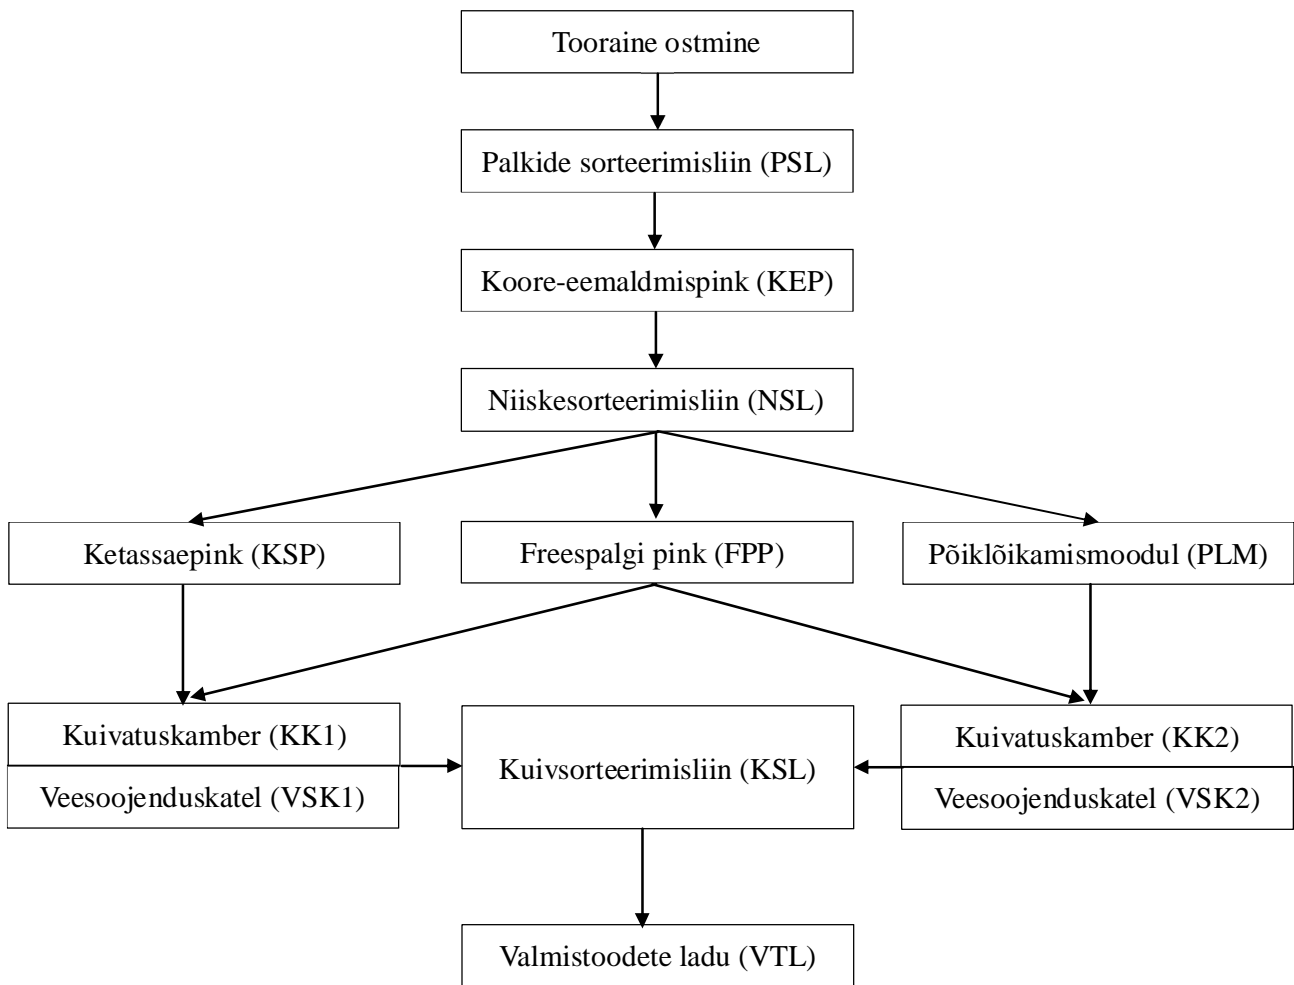 Tooraine ostmine
Palkide sorteerimisliin (PSL)
Koore-eemaldmispink (KEP)
Niiskesorteerimisliin (NSL)
Ketassaepink (KSP)
Freespalgi pink (FPP)
Põiklõikamismoodul (PLM)
Kuivatuskamber (KK1)
Veesoojenduskatel (VSK1)
Kuivsorteerimisliin (KSL)
Kuivatuskamber (KK2)
Veesoojenduskatel (VSK2)
Valmistoodete ladu (VTL)